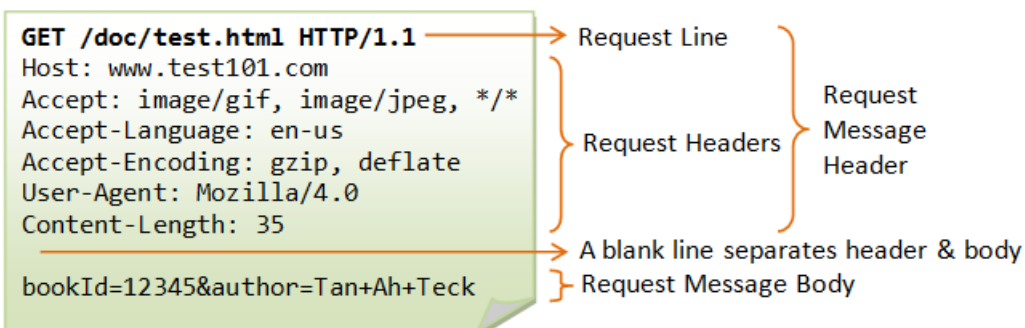 GET /doc/test.html HTTP/1.1
Host: www.test101.com
Accept: image/gif, image/jpeg, */*
Accept-Language: en-us
Accept-Encoding: gzip, deflate
User-Agent: Mozilla/4.0
Content-Length: 35
bookId=12345&author=Tan+Ah+Teck
Request Line
Request Headers
Request
Message
Header
A blank line separates header & body
Request Message Body